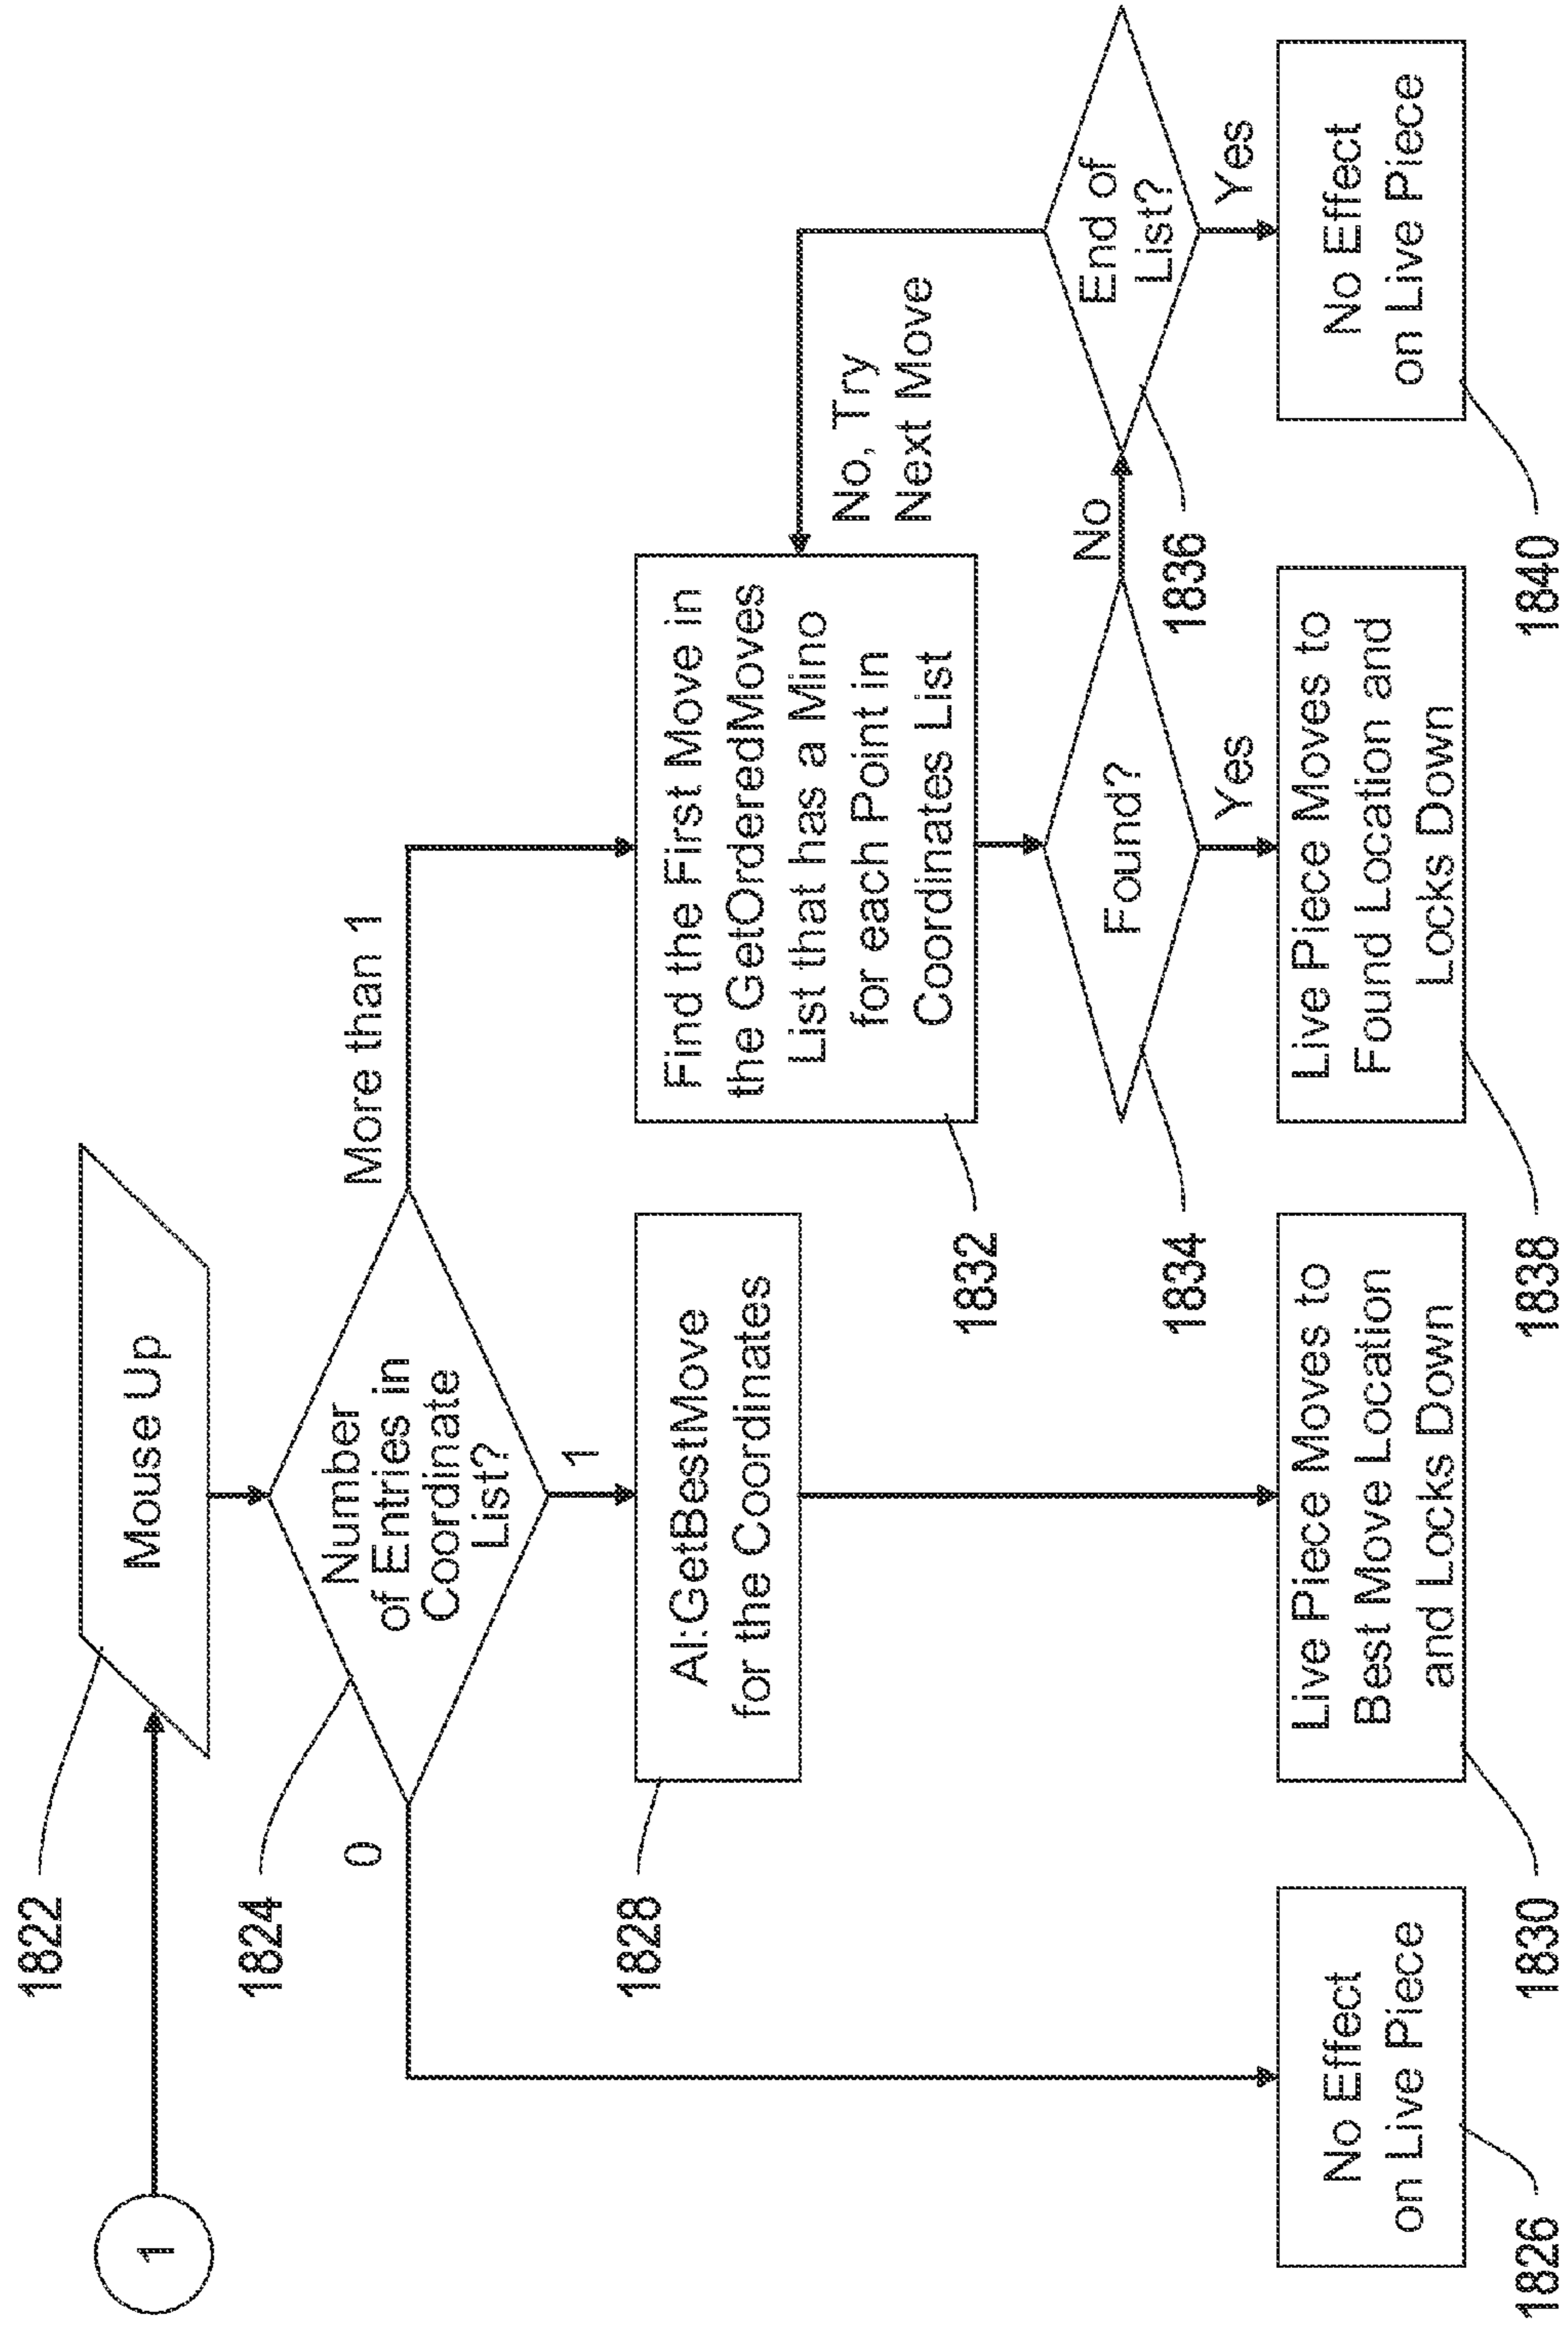 1
Mouse Up
1822
Number
of Entries in
Coordinate
List?
1824
0
1
More than 1
AI:GetBestMove
for the Coordinates
1828
Find the First Move in
the GetOrderedMoves
List that has a Mino
for each Point in
Coordinates List
1832
No, Try
Next Move
Found?
1834
No
Yes
End of
List?
1836
Yes
No Effect
on Live Piece
1826
Live Piece Moves to
Best Move Location
and Locks Down
1830
Live Piece Moves to
Found Location and
Locks Down
1838
No Effect
on Live Piece
1840